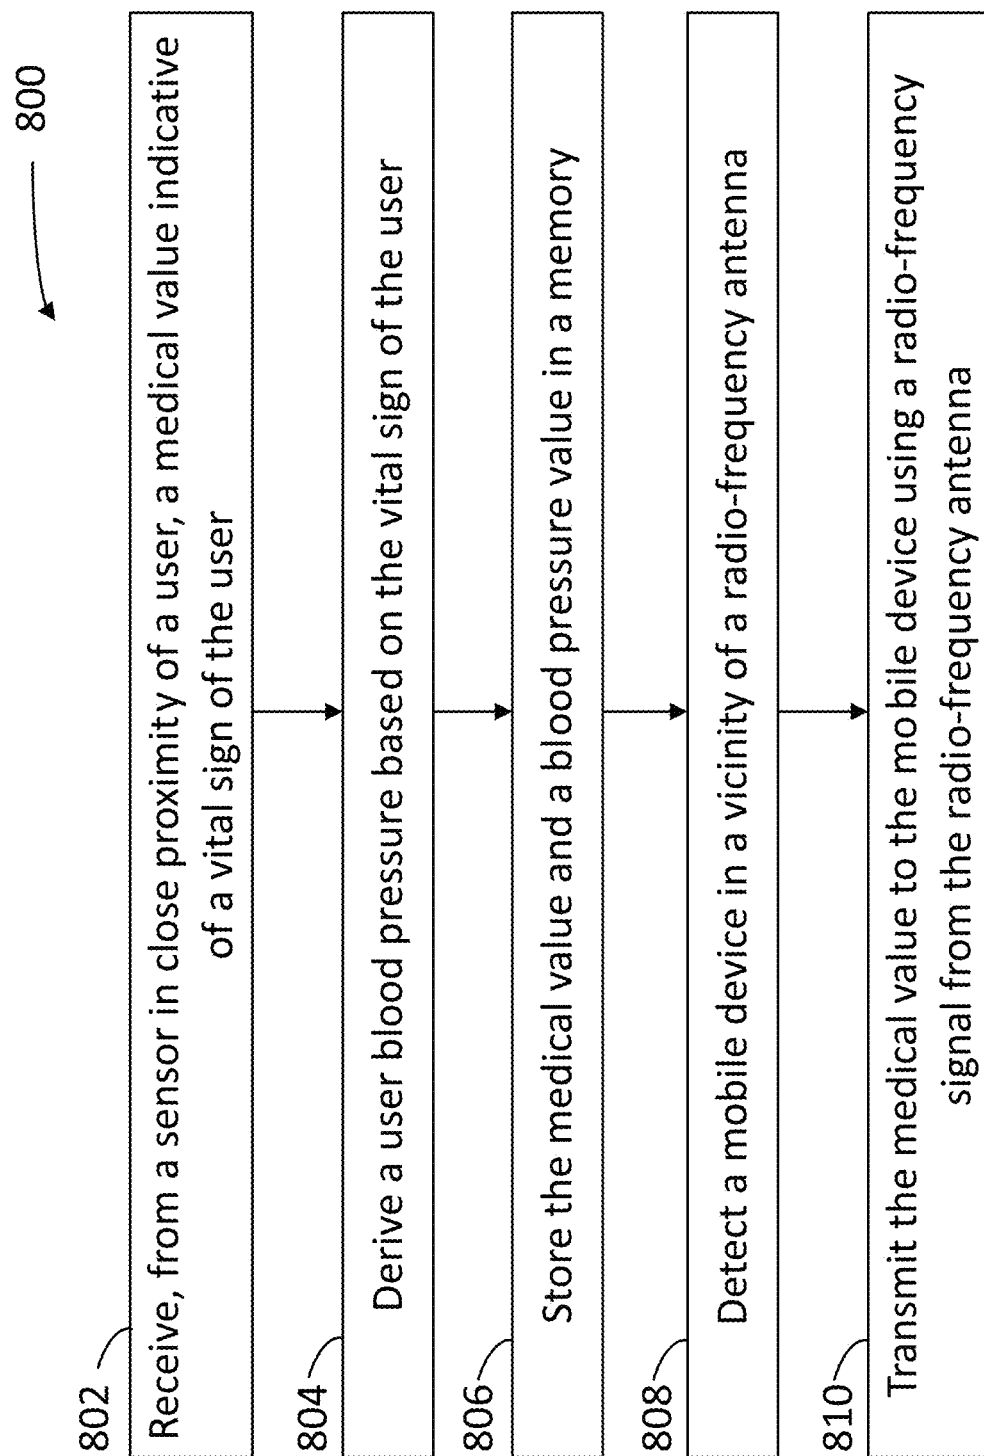 800
802
Receive, from a sensor in close proximity of a user, a medical value indicative
of a vital sign of the user
804
Derive a user blood pressure based on the vital sign of the user
806
Store the medical value and a blood pressure value in a memory
808
Detect a mobile device in a vicinity of a radio-frequency antenna
810
Transmit the medical value to the mobile device using a radio-frequency
signal from the radio-frequency antenna